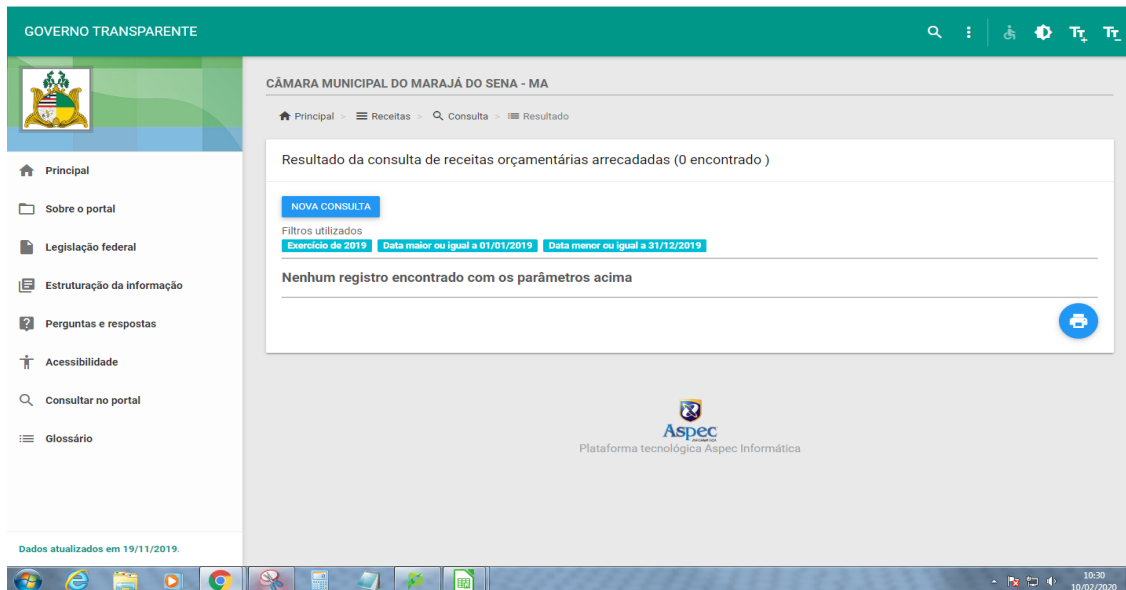 GOVERNO TRANSPARENTE
CÂMARA MUNICIPAL DO MARAJÁ DO SENA - MA
Principal > Receitas > Consulta > Resultado
Principal
Sobre o portal
Legislação federal
Estruturação da informação
Perguntas e respostas
Acessibilidade
Consultar no portal
Glossário
Dados atualizados em 19/11/2019.
Resultado da consulta de receitas orçamentárias arrecadadas (0 encontrado )
NOVA CONSULTA
Filtros utilizados
Exercício de 2019 Data maior ou igual a 01/01/2019 Data menor ou igual a 31/12/2019
Nenhum registro encontrado com os parâmetros acima
Aspec
Plataforma tecnológica Aspec Informática
10:30
10/02/2020